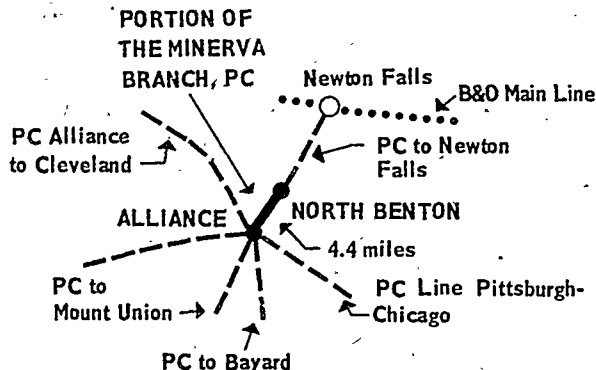 PORTION OF
THE MINERVA
BRANCH, PC
Newton Falls
B&O Main Line
PC Alliance
to Cleveland
PC to Newton
Falls
ALLIANCE
NORTH BENTON
4.4 miles
PC to
Mount Union
PC Line Pittsburgh-
Chicago
PC to Bayard